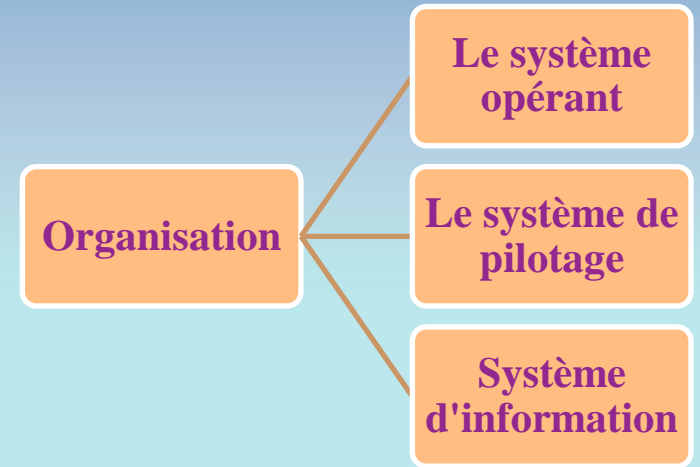 Organisation
Le système
opérant
Le système de
pilotage
Système
d'information